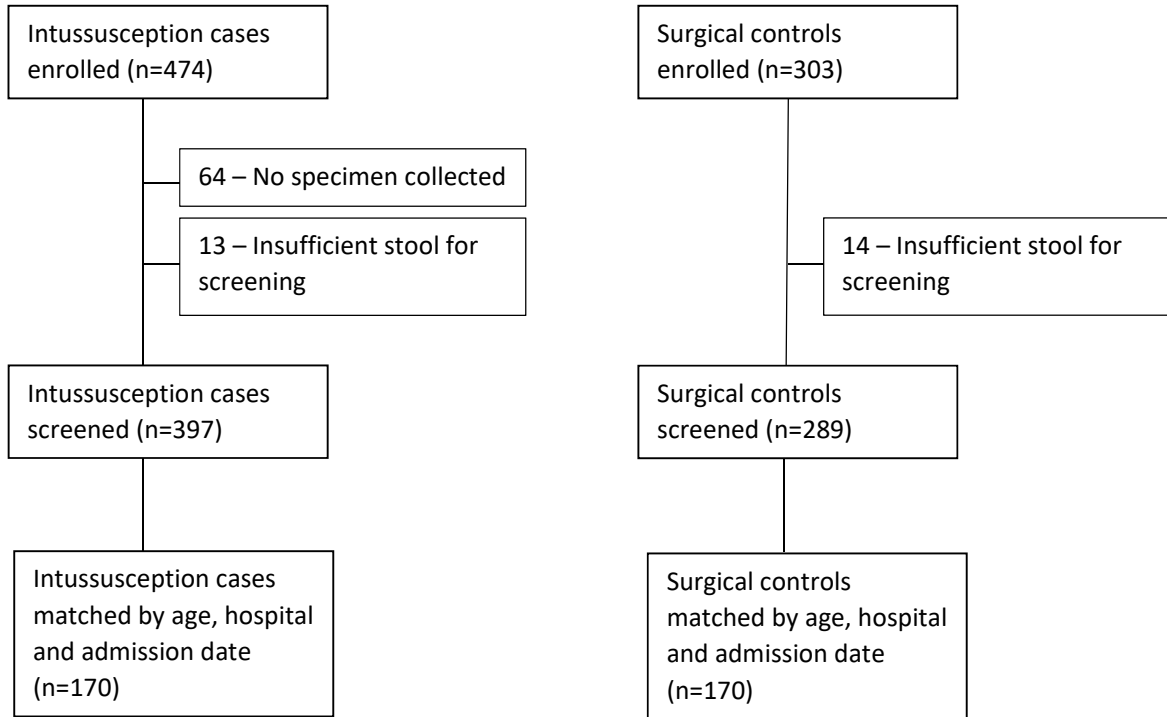 Intussusception cases
enrolled (n=474)
64 – No specimen collected
13 – Insufficient stool for
screening
Intussusception cases
screened (n=397)
Intussusception cases
matched by age, hospital
and admission date
(n=170)
Surgical controls
enrolled (n=303)
14 – Insufficient stool for
screening
Surgical controls
screened (n=289)
Surgical controls
matched by age, hospital
and admission date
(n=170)